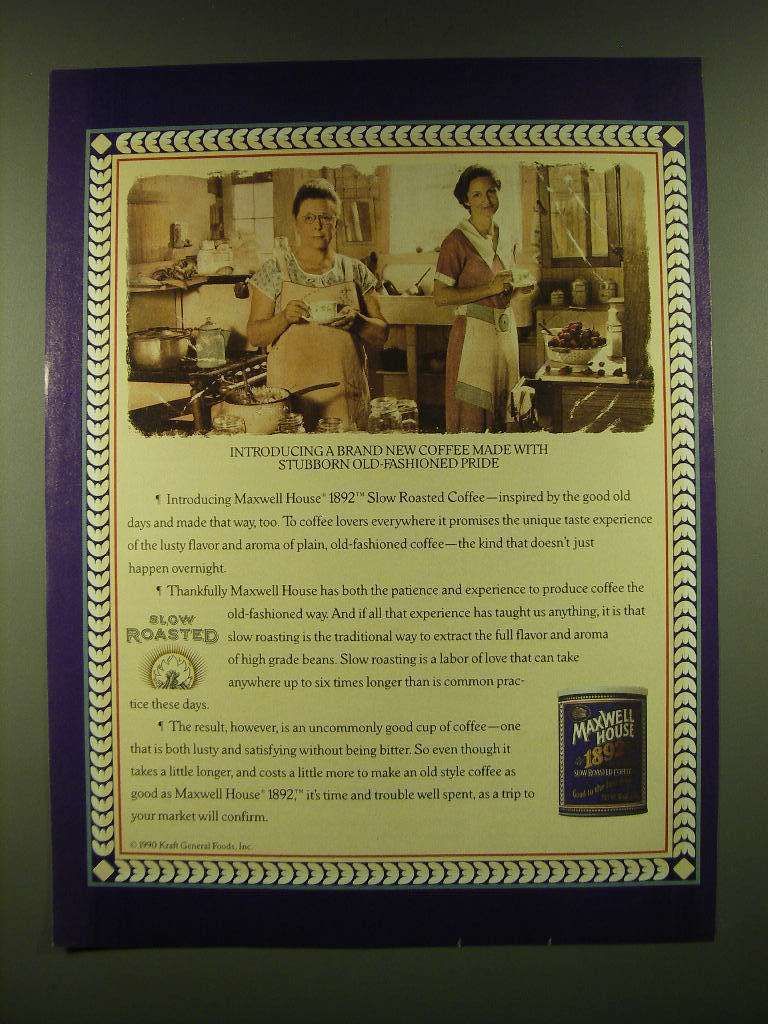 INTRODUCING A BRAND NEW COFFEE MADE WITH
STUBBORN OLD-FASHIONED PRIDE
¶ Introducing Maxwell House® 1892™ Slow Roasted Coffee—inspired by the good old
days and made that way, too. To coffee lovers everywhere it promises the unique taste experience
of the lusty flavor and aroma of plain, old-fashioned coffee—the kind that doesn't just
happen overnight.
¶ Thankfully Maxwell House has both the patience and experience to produce coffee the
old-fashioned way. And if all that experience has taught us anything, it is that
slow roasting is the traditional way to extract the full flavor and aroma
of high grade beans. Slow roasting is a labor of love that can take
anywhere up to six times longer than is common prac-
tice these days.
SLOW
ROASTED
¶ The result, however, is an uncommonly good cup of coffee—one
that is both lusty and satisfying without being bitter. So even though it
takes a little longer, and costs a little more to make an old style coffee as
good as Maxwell House® 1892,™ it's time and trouble well spent, as a trip to
your market will confirm.
MAXWELL
HOUSE
1892
SLOW ROASTED COFFEE
Good to the
© 1990 Kraft General Foods, Inc.